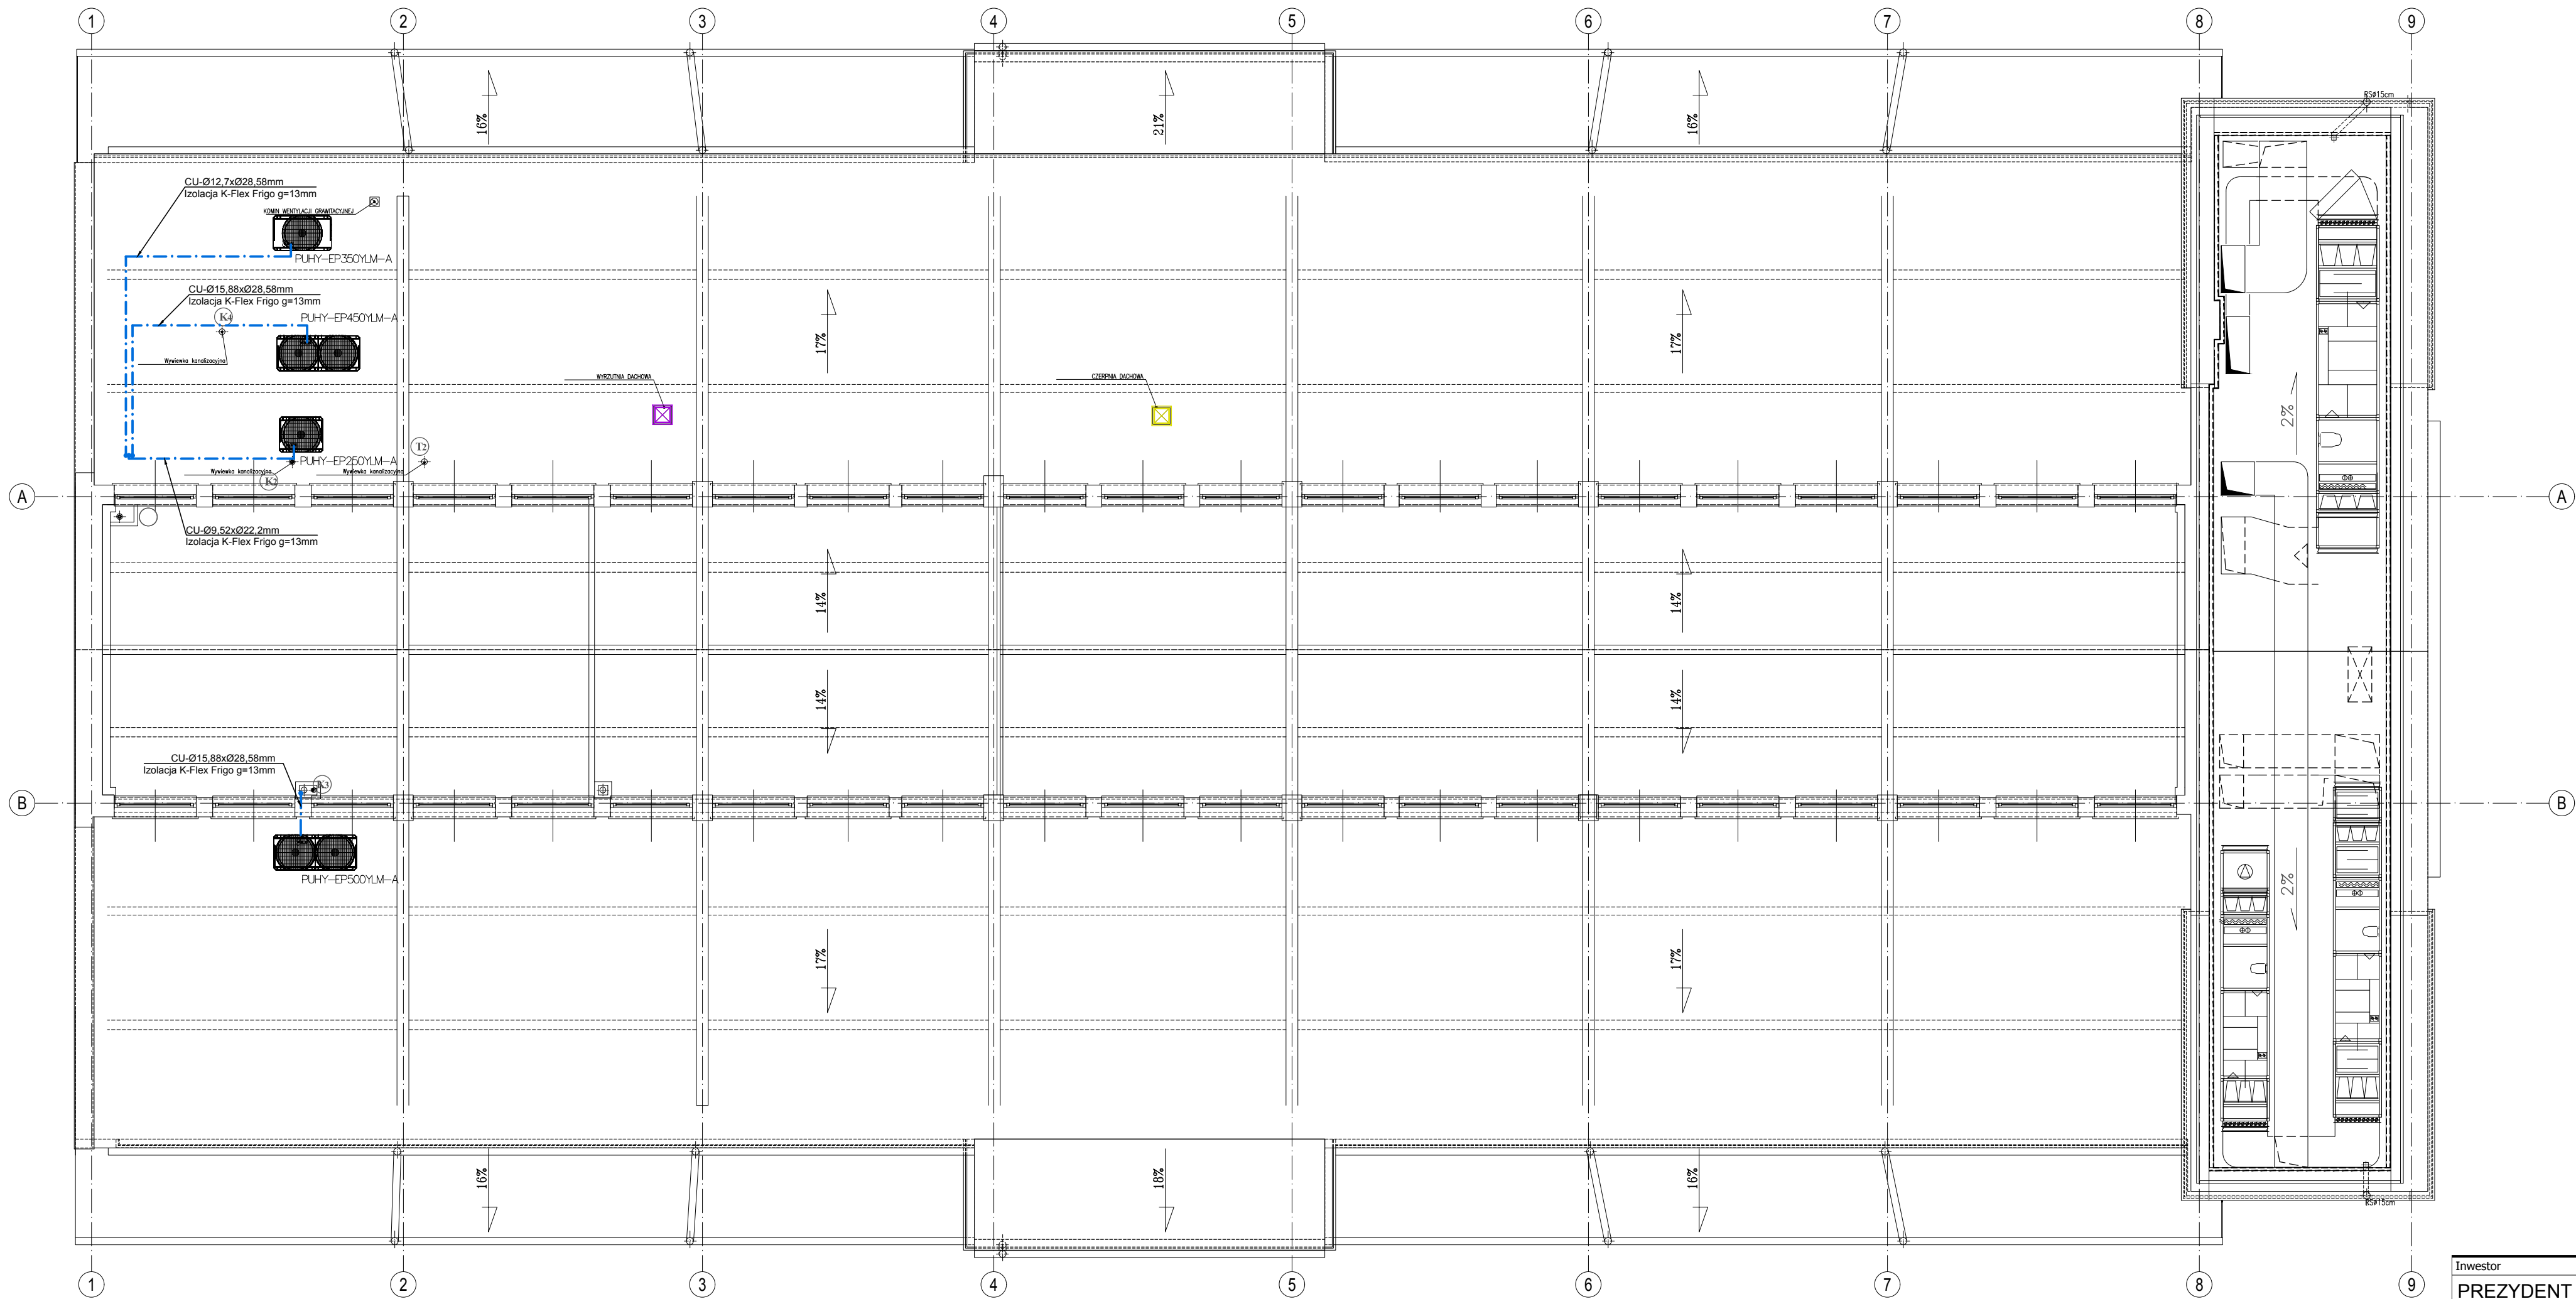 1 2 3 4 5 6 7 8 9
RSø15cm
16% 21% 16%
CU-Ø12,7xØ28,58mm
Izolacja K-Flex Frigo g=13mm
KOMIN WENTYLACJI GRAWITACYJNEJ
PUHY-EP350YLM-A
CU-Ø15,88xØ28,58mm
Izolacja K-Flex Frigo g=13mm
K4
PUHY-EP450YLM-A
Wywiewka kanalizacyjna
17% 17%
WYRZUTNIA DACHOWA
CZERPNIA DACHOWA
2%
T2
PUHY-EP250YLM-A
Wywiewka kanalizacyjna
Wywiewka kanalizacyjna
K2
A A
CU-Ø9,52xØ22,2mm
Izolacja K-Flex Frigo g=13mm
14% 14%
14% 14%
CU-Ø15,88xØ28,58mm
Izolacja K-Flex Frigo g=13mm
K3
B B
PUHY-EP500YLM-A
2%
17% 17%
16% 18% 16%
RSø15cm
1 2 3 4 5 6 7 8 9
Inwestor
PREZYDENT